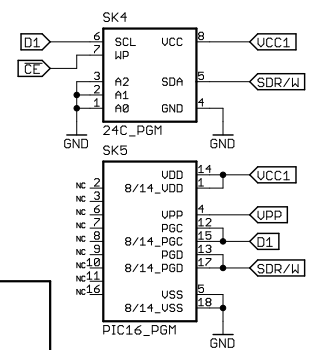 SK4
D1 6 SCL VCC 8 VCC1
CE 7 WP
3 A2 SDA 5 SDR/W
2 A1
1 A0 GND 4
GND 24C_PGM GND
SK5
NC 2 VDD 14 VCC1
NC 3 8/14_VDD 1
NC 6 VPP 4 VPP
NC 7 PGC 12
NC 8 8/14_PGC 15 D1
NC 9 PGD 13
NC 10 8/14_PGD 17 SDR/W
NC 11
NC 16 VSS 5
8/14_VSS 18
PIC16_PGM GND